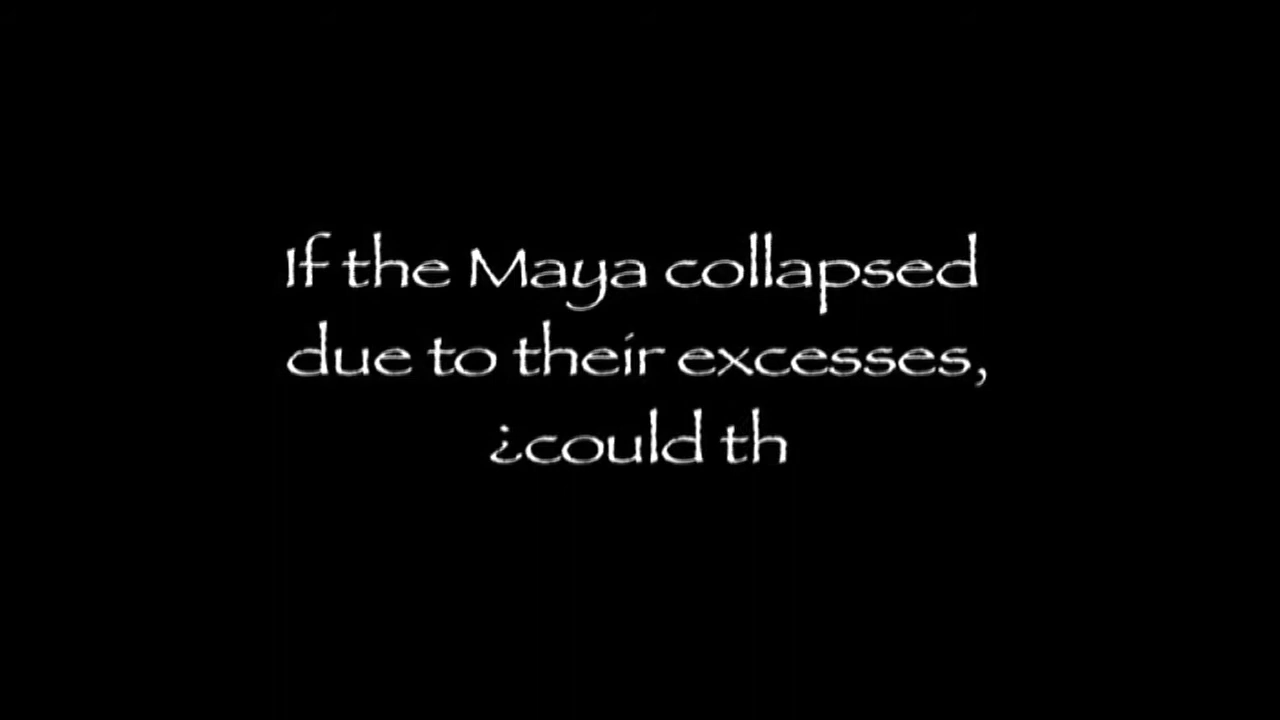 If the Maya collapsed
due to their excesses,
¿could th